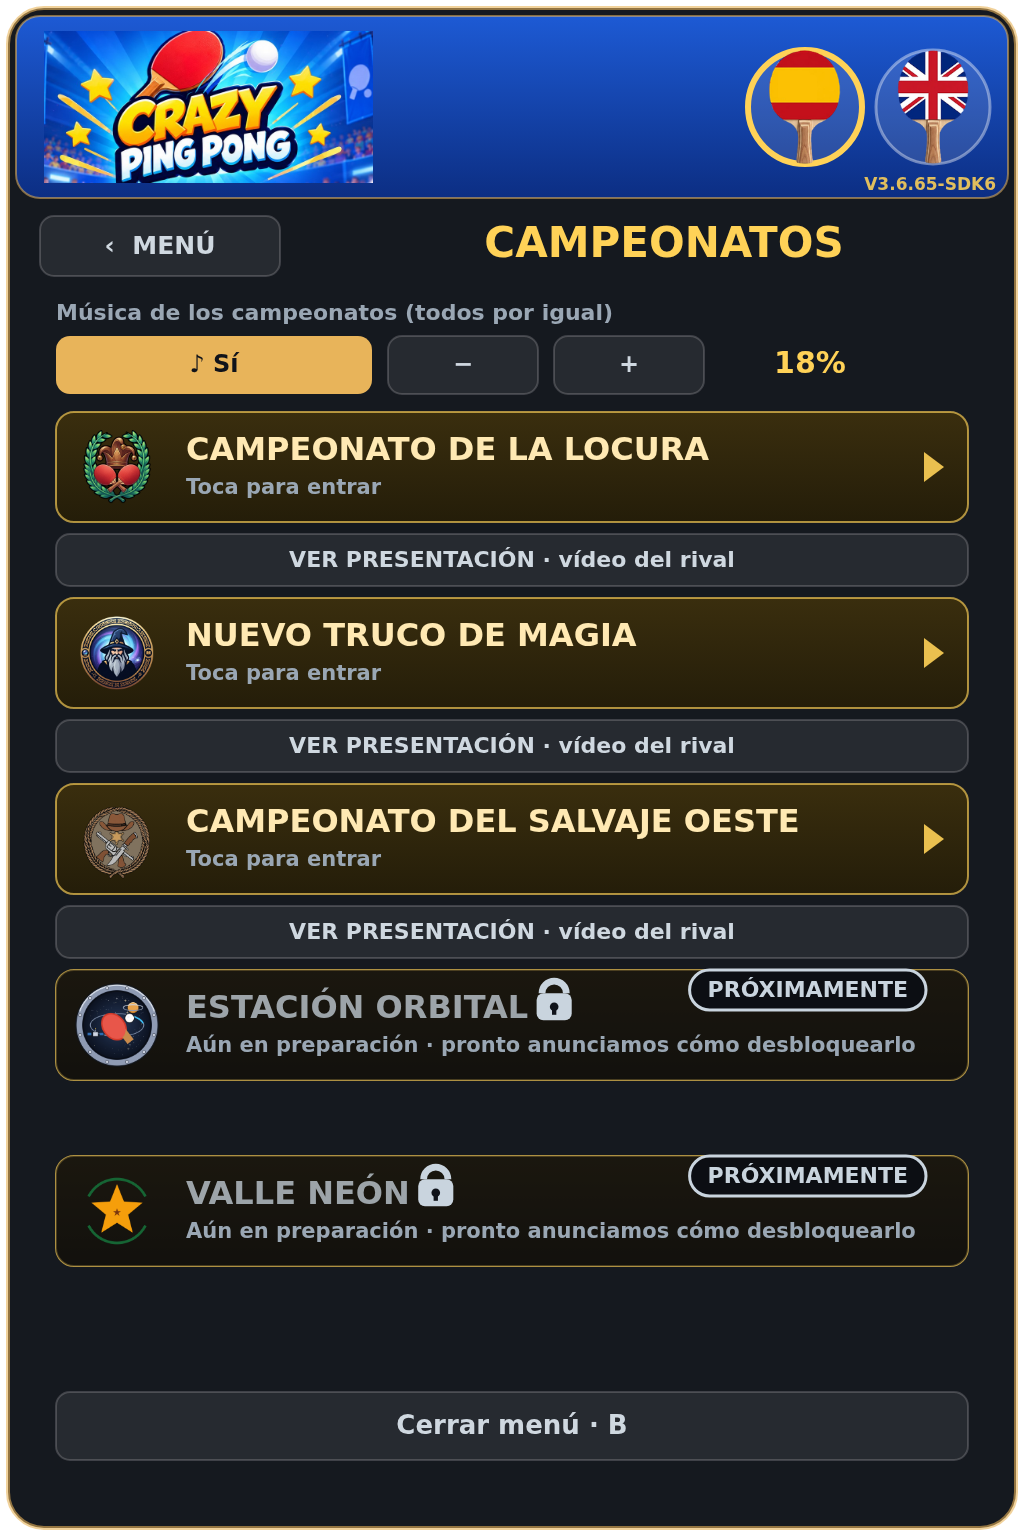 CRAZY
PING PONG
V3.6.65-SDK6
‹ MENÚ
CAMPEONATOS
Música de los campeonatos (todos por igual)
♪ Sí
−
+
18%
CAMPEONATO DE LA LOCURA
Toca para entrar
VER PRESENTACIÓN · vídeo del rival
NUEVO TRUCO DE MAGIA
Toca para entrar
VER PRESENTACIÓN · vídeo del rival
CAMPEONATO DEL SALVAJE OESTE
Toca para entrar
VER PRESENTACIÓN · vídeo del rival
ESTACIÓN ORBITAL
PRÓXIMAMENTE
Aún en preparación · pronto anunciamos cómo desbloquearlo
VALLE NEÓN
PRÓXIMAMENTE
Aún en preparación · pronto anunciamos cómo desbloquearlo
Cerrar menú · B